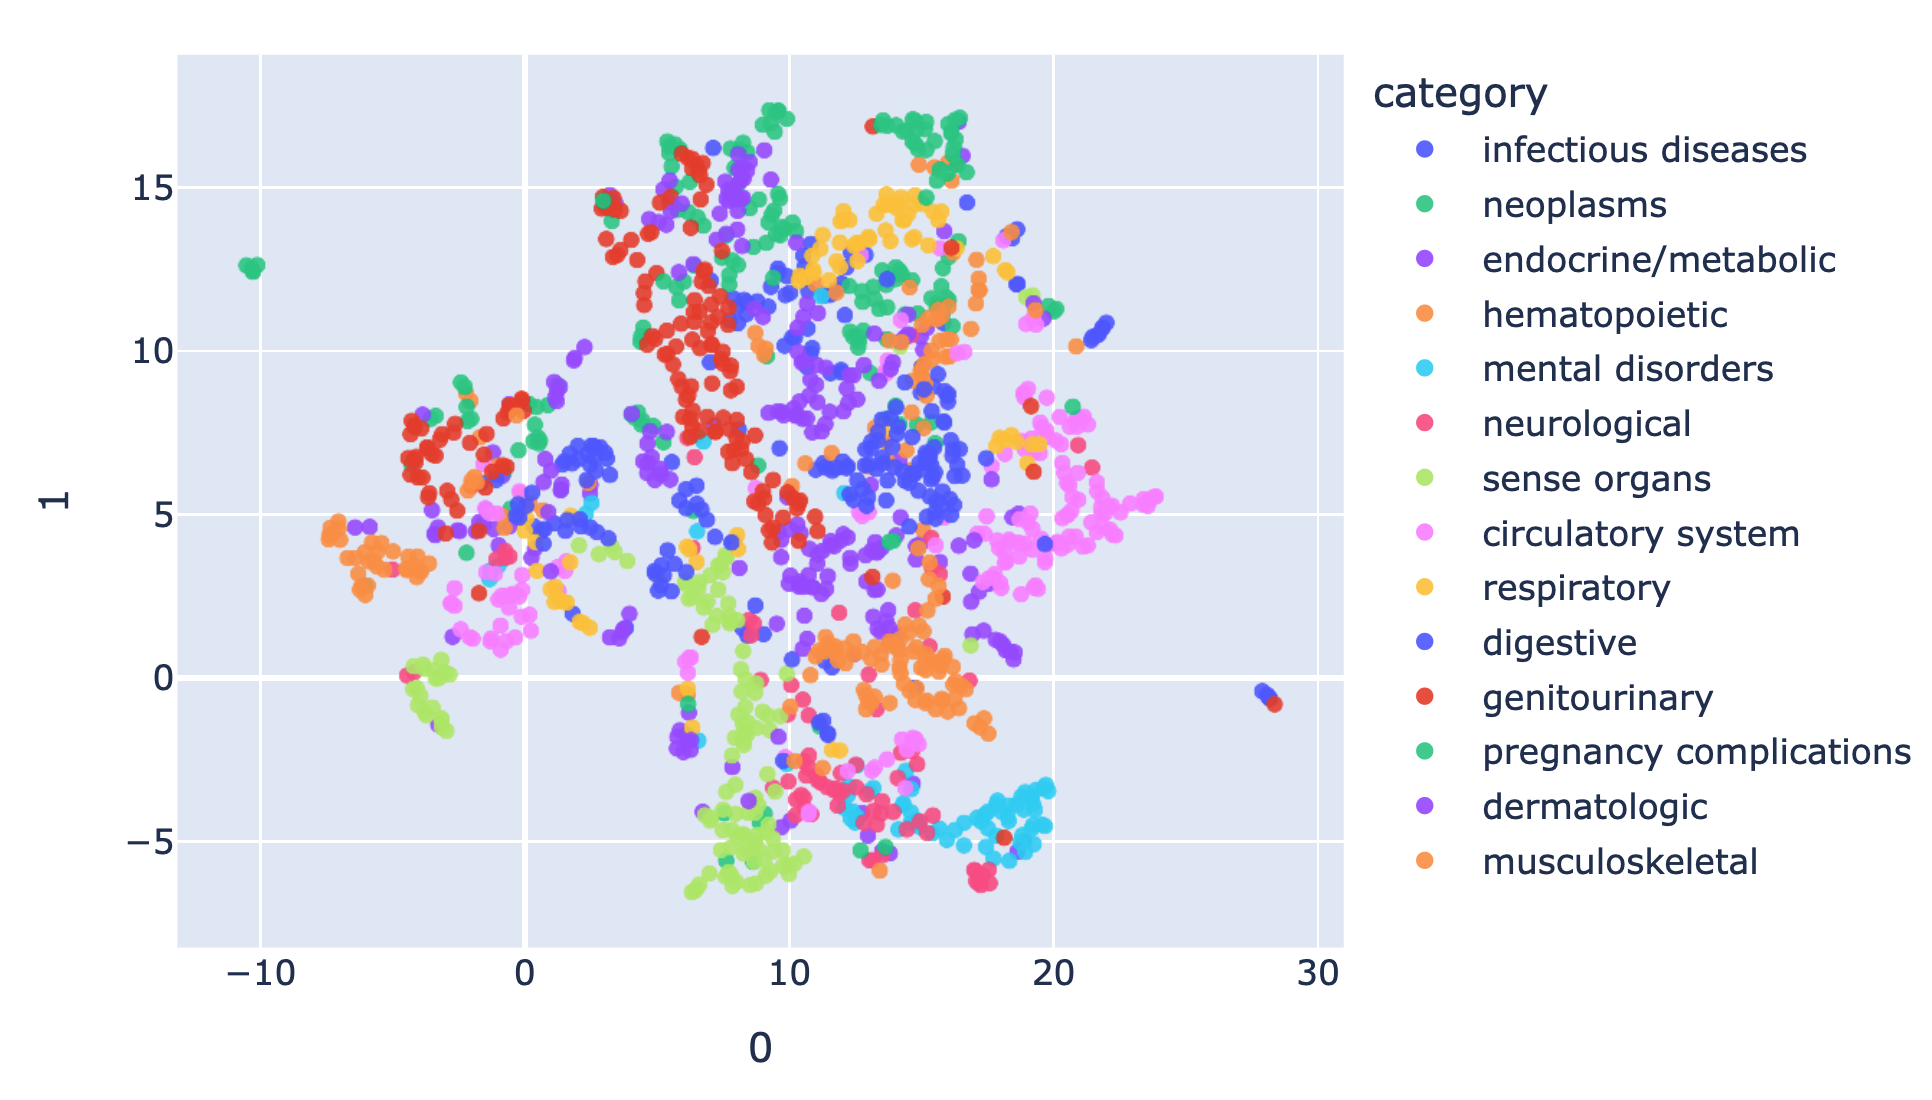 category
infectious diseases
neoplasms
endocrine/metabolic
hematopoietic
mental disorders
neurological
sense organs
circulatory system
respiratory
digestive
genitourinary
pregnancy complications
dermatologic
musculoskeletal
15
10
5
0
−5
1
−10 0 10 20 30
0